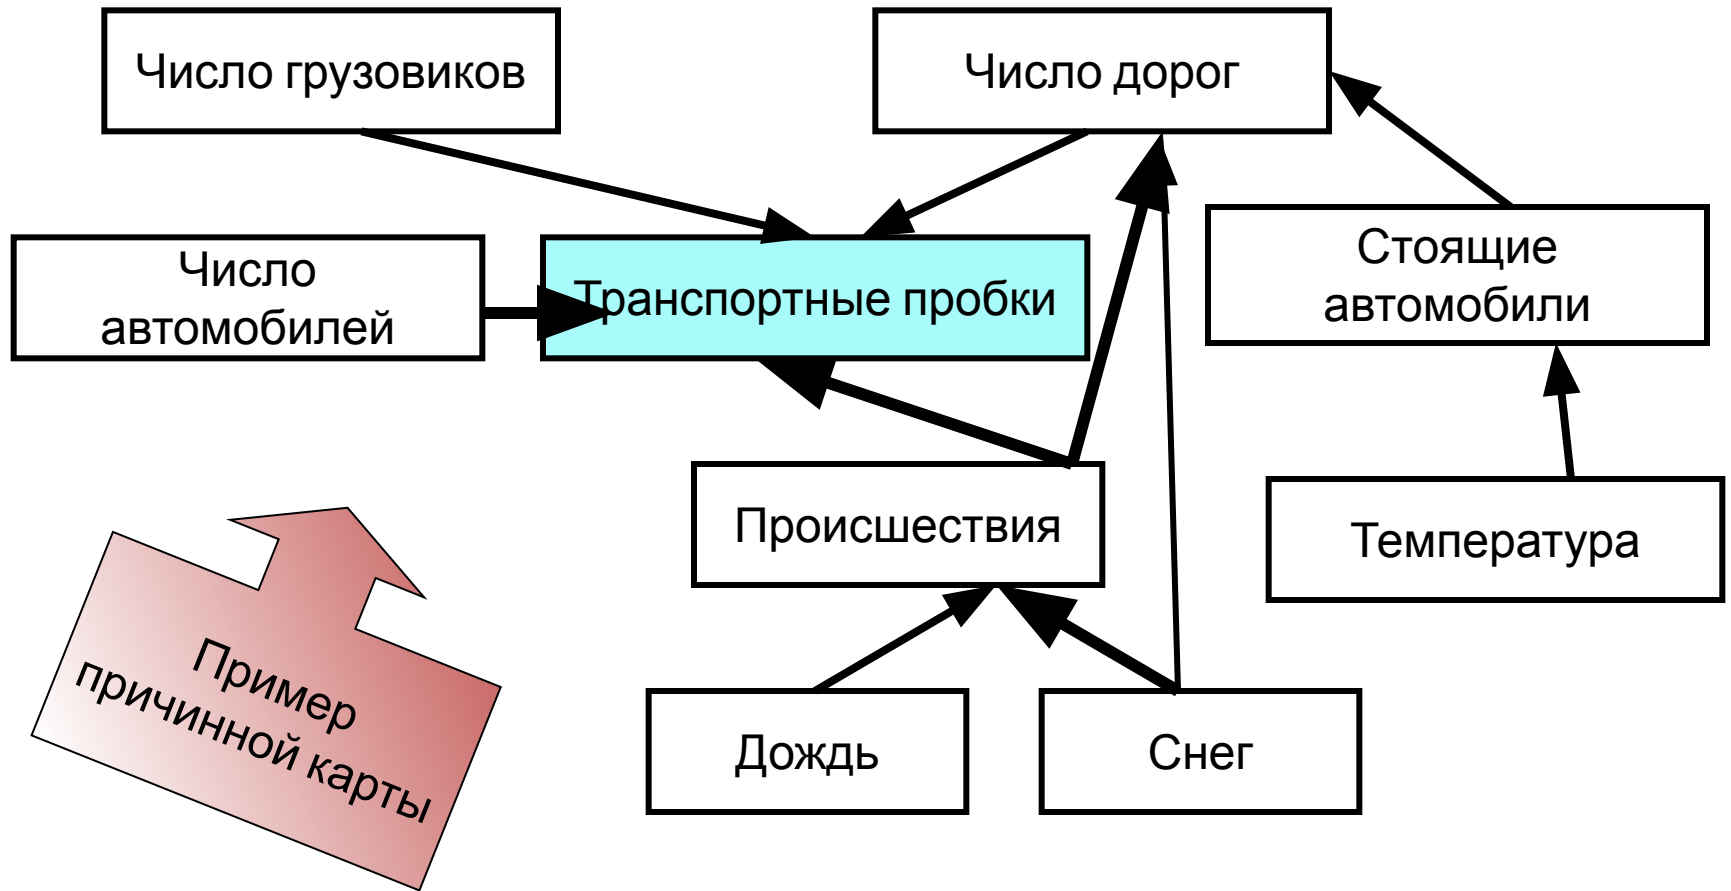 Число грузовиков
Число дорог
Число
автомобилей
Транспортные пробки
Стоящие
автомобили
Происшествия
Температура
Пример
причинной карты
Дождь
Снег